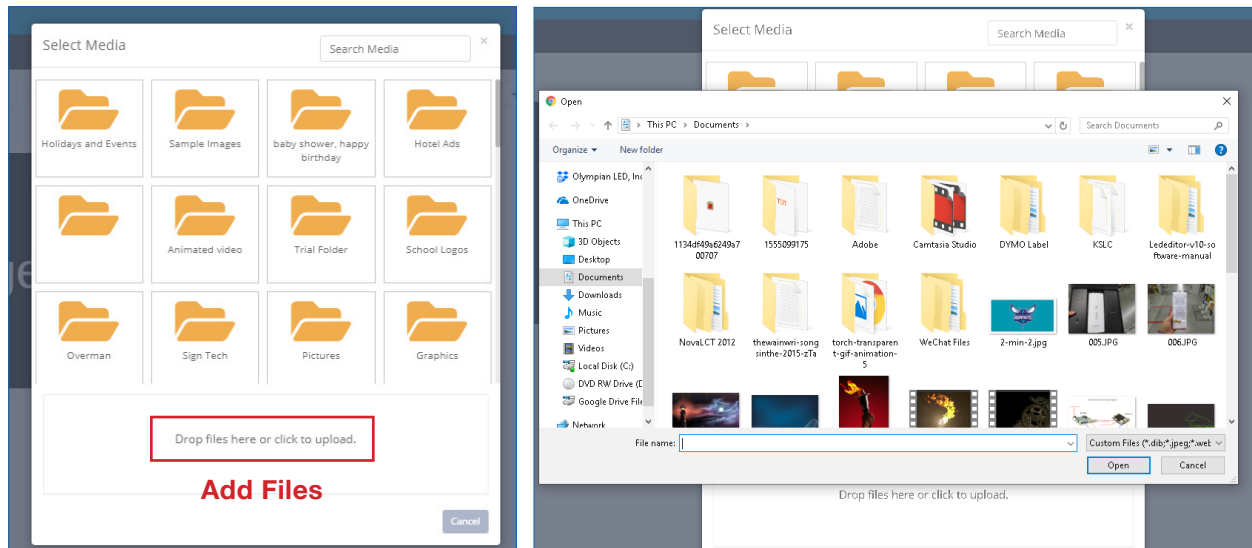 Select Media
Search Media
×
Holidays and Events
Sample Images
baby shower, happy
birthday
Hotel Ads
Animated video
Trial Folder
School Logos
Overman
Sign Tech
Pictures
Graphics
Drop files here or click to upload.
Add Files
Cancel
Select Media
Search Media
×
Open
This PC > Documents >
Search Documents
Organize
New folder
Olympian LED, Inc
OneDrive
This PC
3D Objects
Desktop
Documents
Downloads
Music
Pictures
Videos
Local Disk (C:)
DVD RW Drive (D
Google Drive File
Network
1134df49a6249a7
00707
1555099175
Adobe
Camtasia Studio
DYMO Label
KSLC
Lededitor-v10-so
ftware-manual
NovaLCT 2012
thewainwri-song
sinthe-2015-zTa
torch-transparen
t-gif-animation-
5
WeChat Files
2-min-2.jpg
005.JPG
006.JPG
File name:
Custom Files (*.dib;*.jpeg;*.wet
Open
Cancel
Drop files here or click to upload.